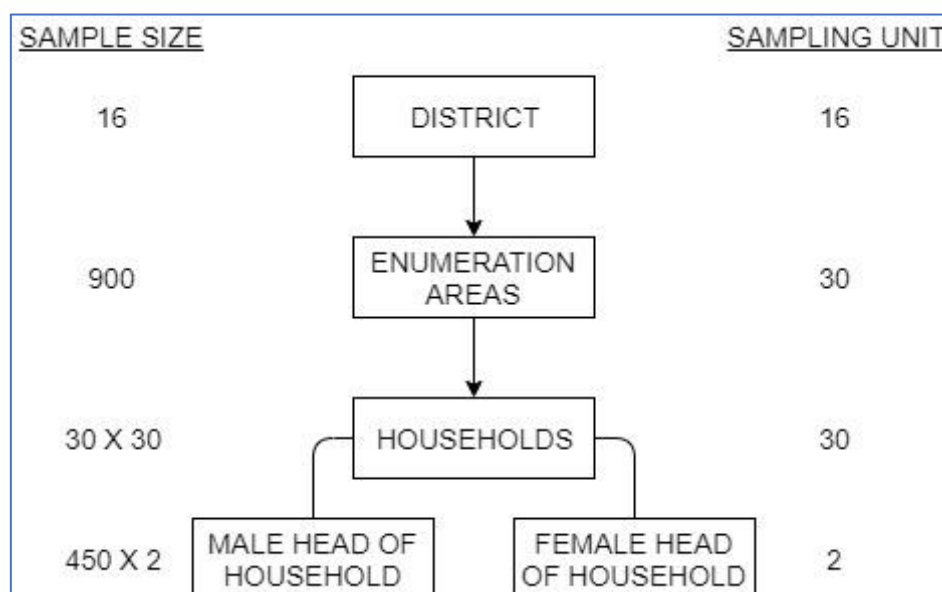 SAMPLE SIZE
SAMPLING UNIT
16
DISTRICT
16
900
ENUMERATION
AREAS
30
30 X 30
HOUSEHOLDS
30
450 X 2
MALE HEAD OF
HOUSEHOLD
FEMALE HEAD
OF HOUSEHOLD
2